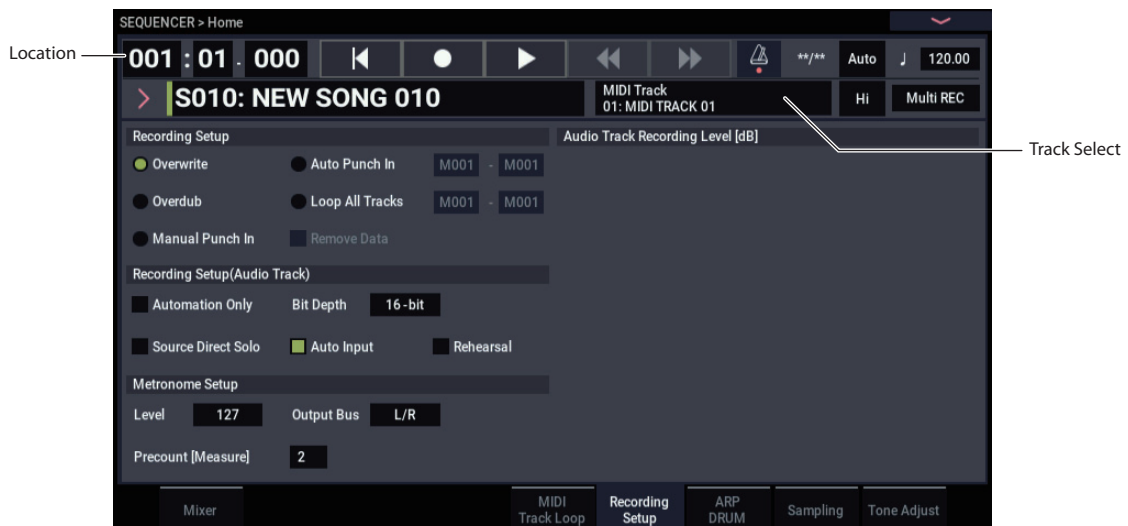 SEQUENCER > Home
Location
001 : 01 . 000
**/**
Auto
♩ 120.00
S010: NEW SONG 010
MIDI Track
01: MIDI TRACK 01
Hi
Multi REC
Track Select
Recording Setup
Audio Track Recording Level [dB]
Overwrite
Auto Punch In
M001 - M001
Overdub
Loop All Tracks
M001 - M001
Manual Punch In
Remove Data
Recording Setup(Audio Track)
Automation Only
Bit Depth
16-bit
Source Direct Solo
Auto Input
Rehearsal
Metronome Setup
Level
127
Output Bus
L/R
Precount [Measure]
2
Mixer
MIDI
Track Loop
Recording
Setup
ARP
DRUM
Sampling
Tone Adjust